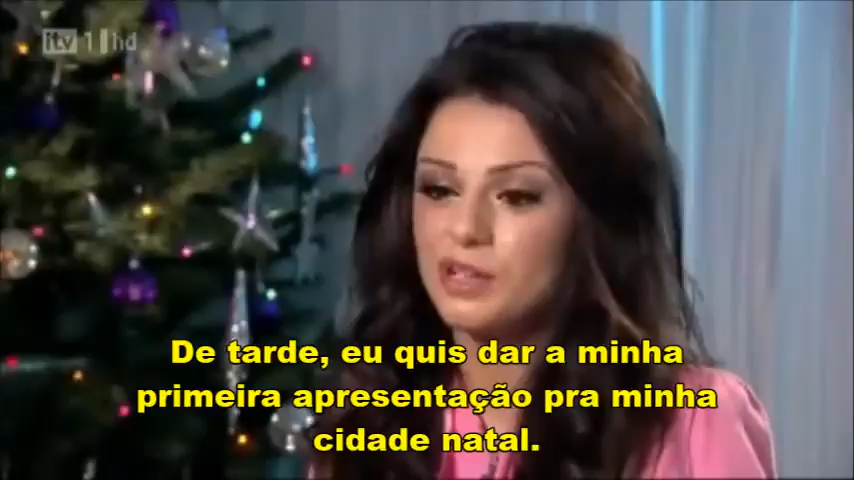 itv 1 hd
De tarde, eu quis dar a minha
primeira apresentação pra minha
cidade natal.